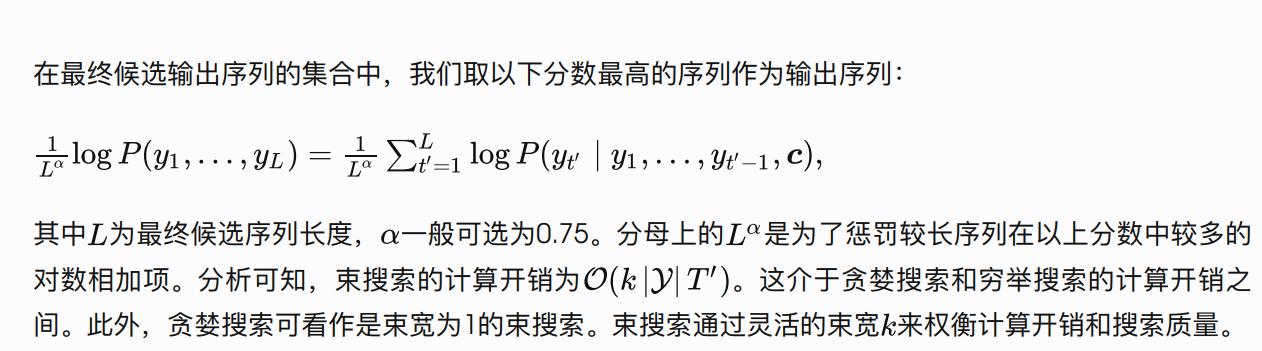 在最终候选输出序列的集合中，我们取以下分数最高的序列作为输出序列：
$\frac{1}{L^\alpha} \log P(y_1, \ldots, y_L) = \frac{1}{L^\alpha} \sum_{t'=1}^{L} \log P(y_{t'} \mid y_1, \ldots, y_{t'-1}, \boldsymbol{c}),$
其中$L$为最终候选序列长度，$\alpha$一般可选为0.75。分母上的$L^\alpha$是为了惩罚较长序列在以上分数中较多的
对数相加项。分析可知，束搜索的计算开销为$\mathcal{O}(k|\mathcal{Y}|T')$。这介于贪婪搜索和穷举搜索的计算开销之
间。此外，贪婪搜索可看作是束宽为1的束搜索。束搜索通过灵活的束宽$k$来权衡计算开销和搜索质量。